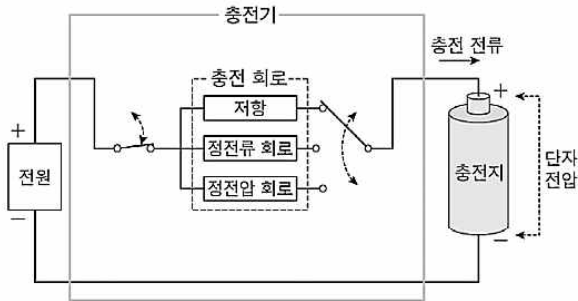 충전기
충전 전류
충전 회로
저항
정전류 회로
정전압 회로
+
전원
−
+
충전지
−
단자
전압